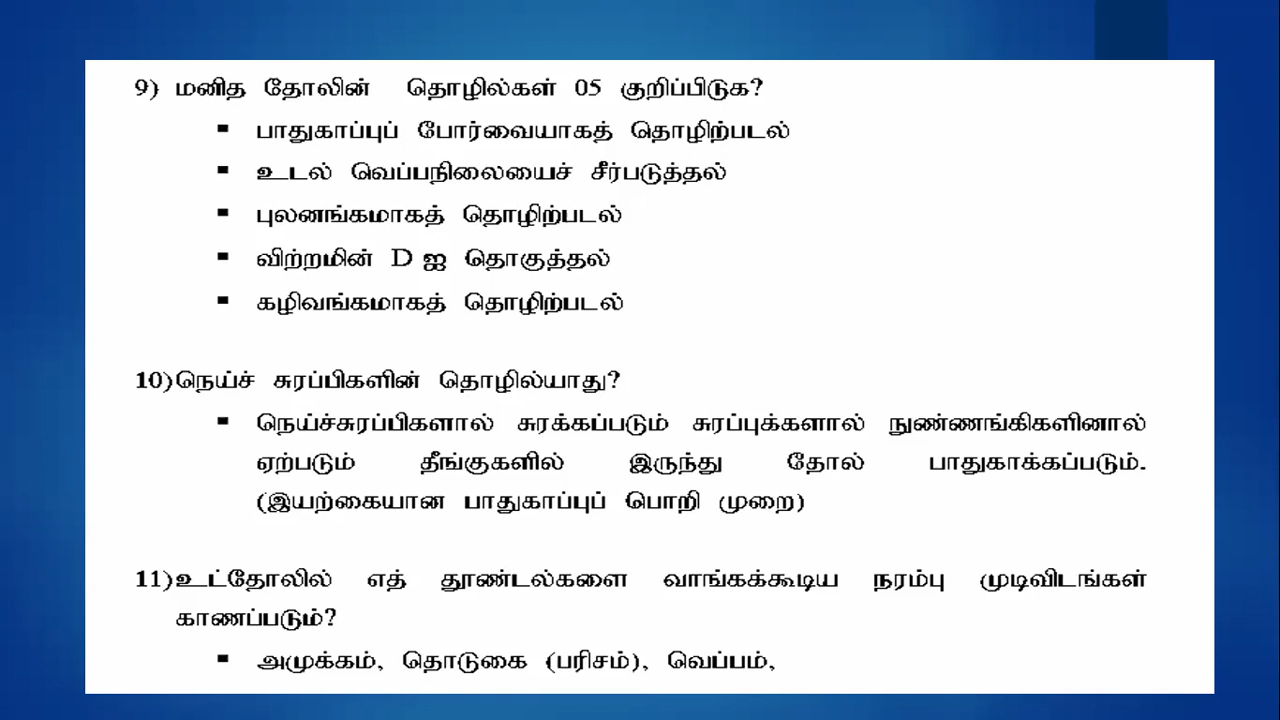 9) மனித தோலின் தொழில்கள் 05 குறிப்பிடுக?
▪ பாதுகாப்புப் போர்வையாகத் தொழிற்படல்
▪ உடல் வெப்பநிலையைச் சீர்படுத்தல்
▪ புலனங்கமாகத் தொழிற்படல்
▪ விற்றமின் D ஐ தொகுத்தல்
▪ கழிவங்கமாகத் தொழிற்படல்
10)நெய்ச் சுரப்பிகளின் தொழில்யாது?
▪ நெய்ச்சுரப்பிகளால் சுரக்கப்படும் சுரப்புக்களால் நுண்ணங்கிகளினால்
ஏற்படும் தீங்குகளில் இருந்து தோல் பாதுகாக்கப்படும்.
(இயற்கையான பாதுகாப்புப் பொறி முறை)
11)உட்தோலில் எத் தூண்டல்களை வாங்கக்கூடிய நரம்பு முடிவிடங்கள்
காணப்படும்?
▪ அமுக்கம், தொடுகை (பரிசம்), வெப்பம்,